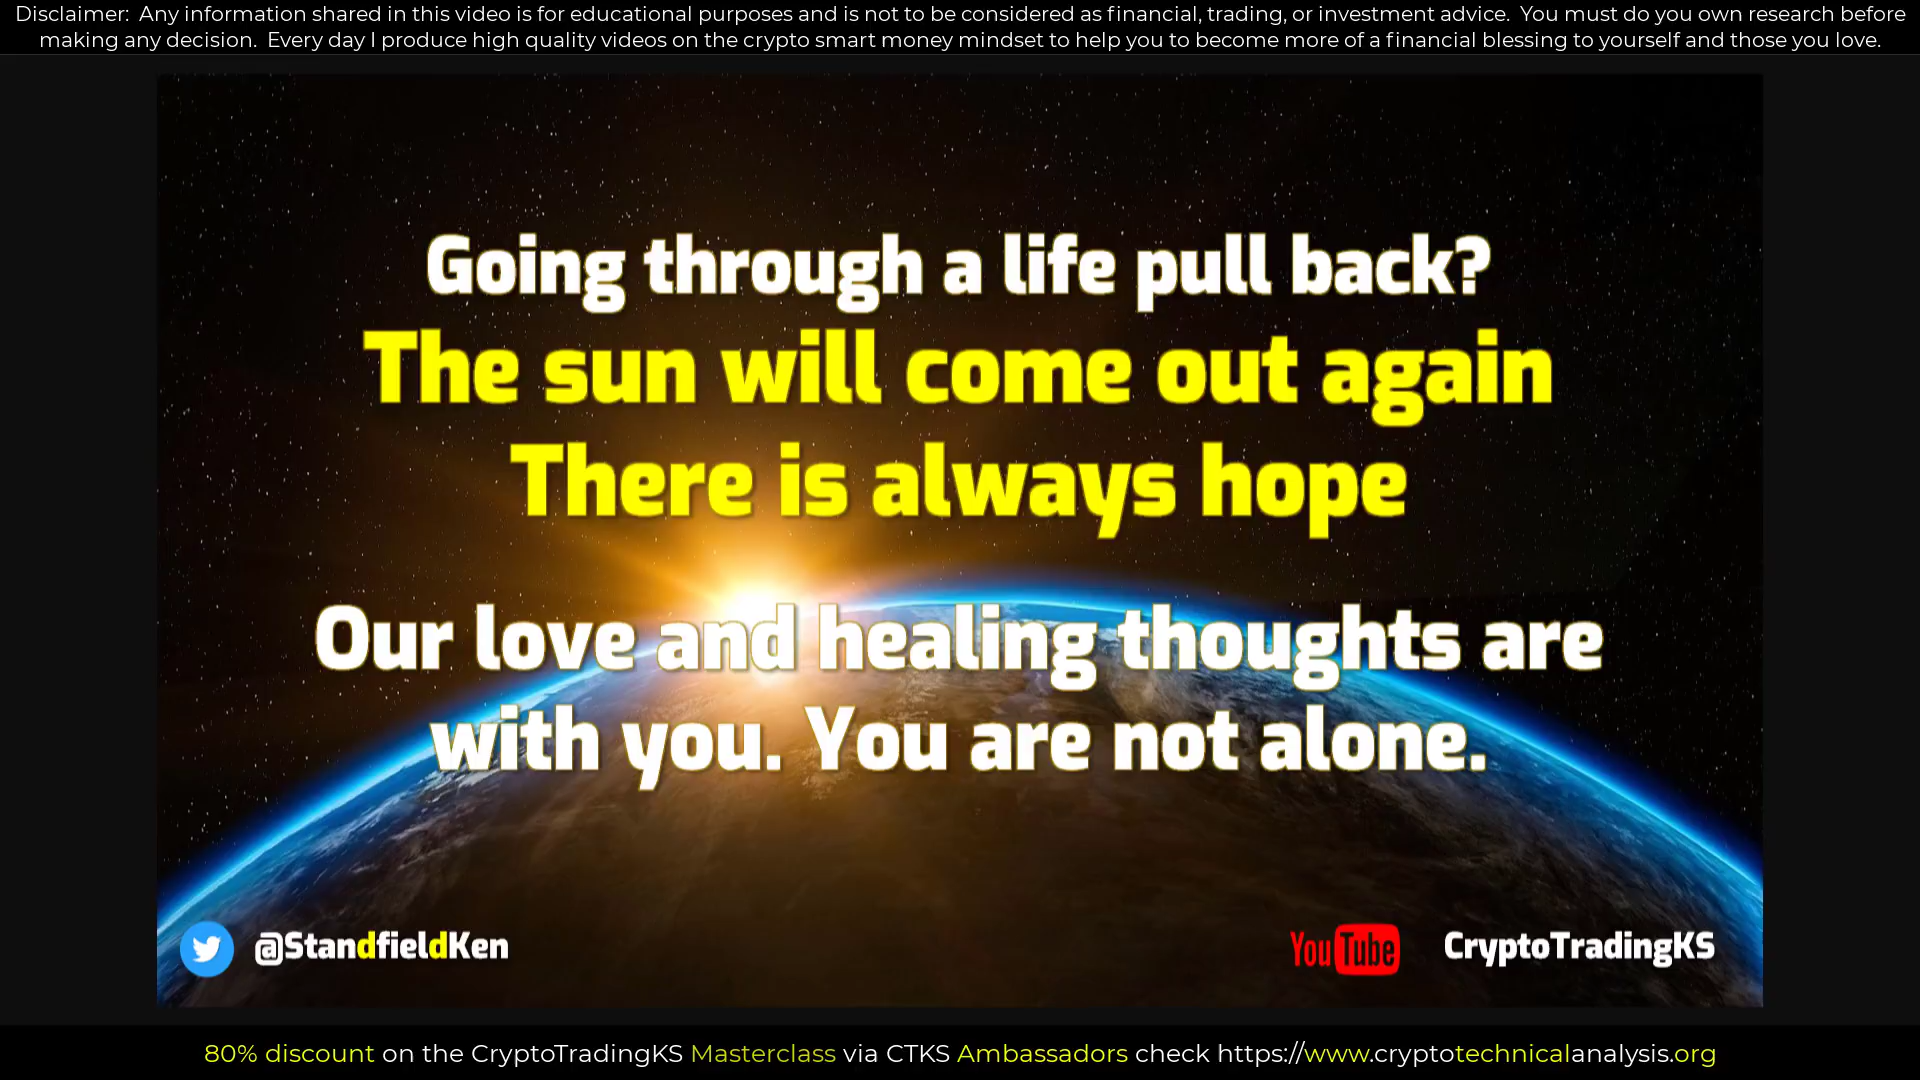 Disclaimer:  Any information shared in this video is for educational purposes and is not to be considered as financial, trading, or investment advice.  You must do you own research before
making any decision.  Every day I produce high quality videos on the crypto smart money mindset to help you to become more of a financial blessing to yourself and those you love.
Going through a life pull back?
The sun will come out again
There is always hope
Our love and healing thoughts are
with you. You are not alone.
@StandfieldKen
YouTube CryptoTradingKS
80% discount on the CryptoTradingKS Masterclass via CTKS Ambassadors check https://www.cryptotechnicalanalysis.org